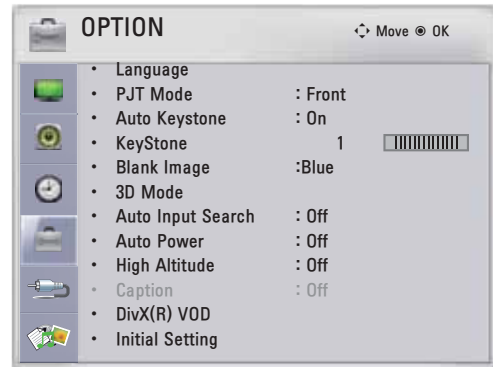 OPTION
Move ◉ OK
• Language
• PJT Mode : Front
• Auto Keystone : On
• KeyStone 1
• Blank Image :Blue
• 3D Mode
• Auto Input Search : Off
• Auto Power : Off
• High Altitude : Off
• Caption : Off
• DivX(R) VOD
• Initial Setting